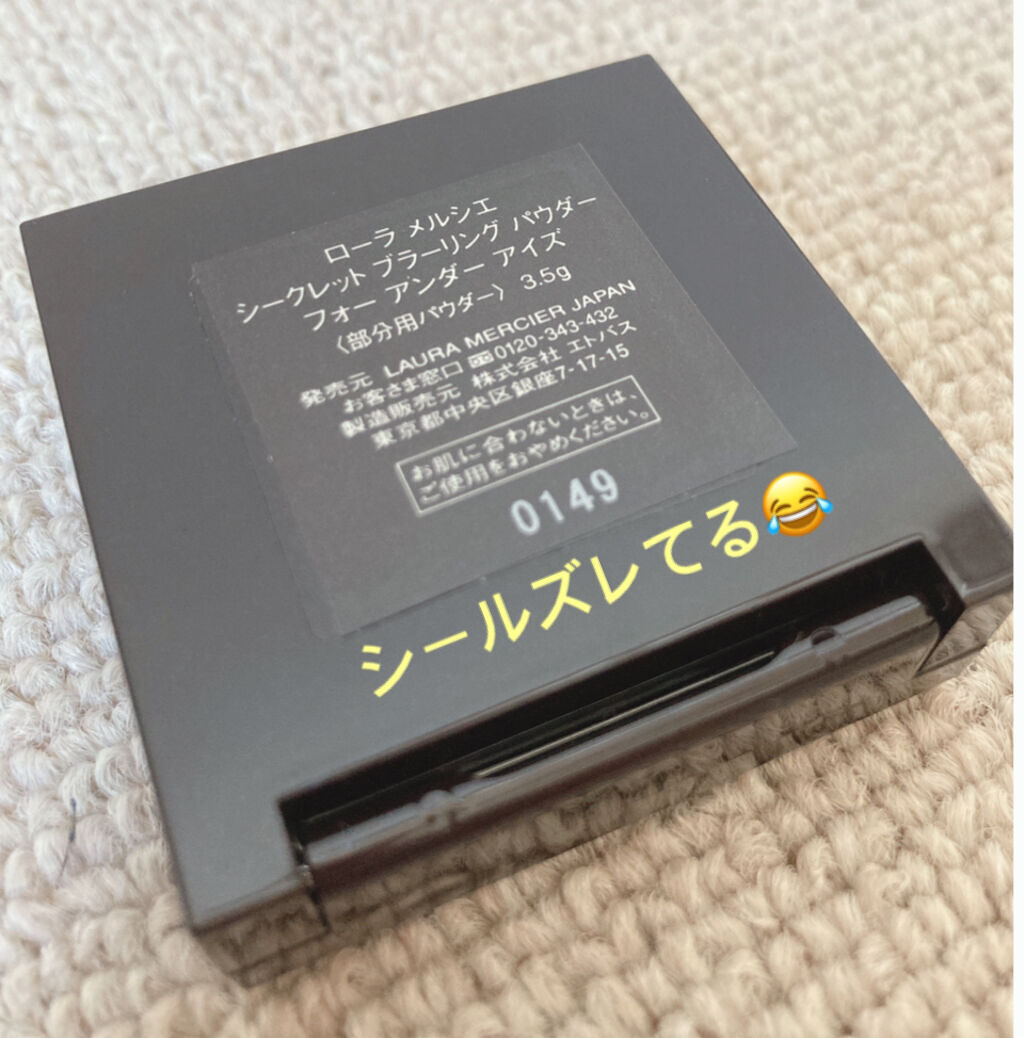 ローラ メルシエ
シークレット ブラーリング パウダー
フォー アンダー アイズ
〈部分用パウダー〉 3.5g
発売元 LAURA MERCIER JAPAN
お客さま窓口 0120-343-432
製造販売元 株式会社 エトバス
東京都中央区銀座7-17-15
お肌に合わないときは、
ご使用をおやめください。
0149
シールズレてる😂